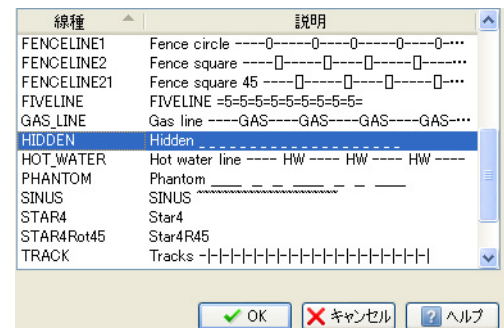 線種 説明
FENCELINE1 Fence circle ----0-----0----0-----0----0-···
FENCELINE2 Fence square ----[]-----[]----[]-----[]----···
FENCELINE21 Fence square 45 ----[]-----[]----[]-----[]-···
FIVELINE FIVELINE =5=5=5=5=5=5=5=5=5=
GAS_LINE Gas line ----GAS----GAS----GAS----GAS-···
HIDDEN Hidden _ _ _ _ _ _ _ _ _ _ _ _ _ _ _ _ _ _ _
HOT_WATER Hot water line ---- HW ---- HW ---- HW ----
PHANTOM Phantom ____ _ _ ____ _ _ ____
SINUS SINUS ~~~~~~~~~~~~~~~~~~~~
STAR4 Star4
STAR4Rot45 Star4R45
TRACK Tracks -|-|-|-|-|-|-|-|-|-|-|-|-|-|-|-|-|-|
OK キャンセル ヘルプ